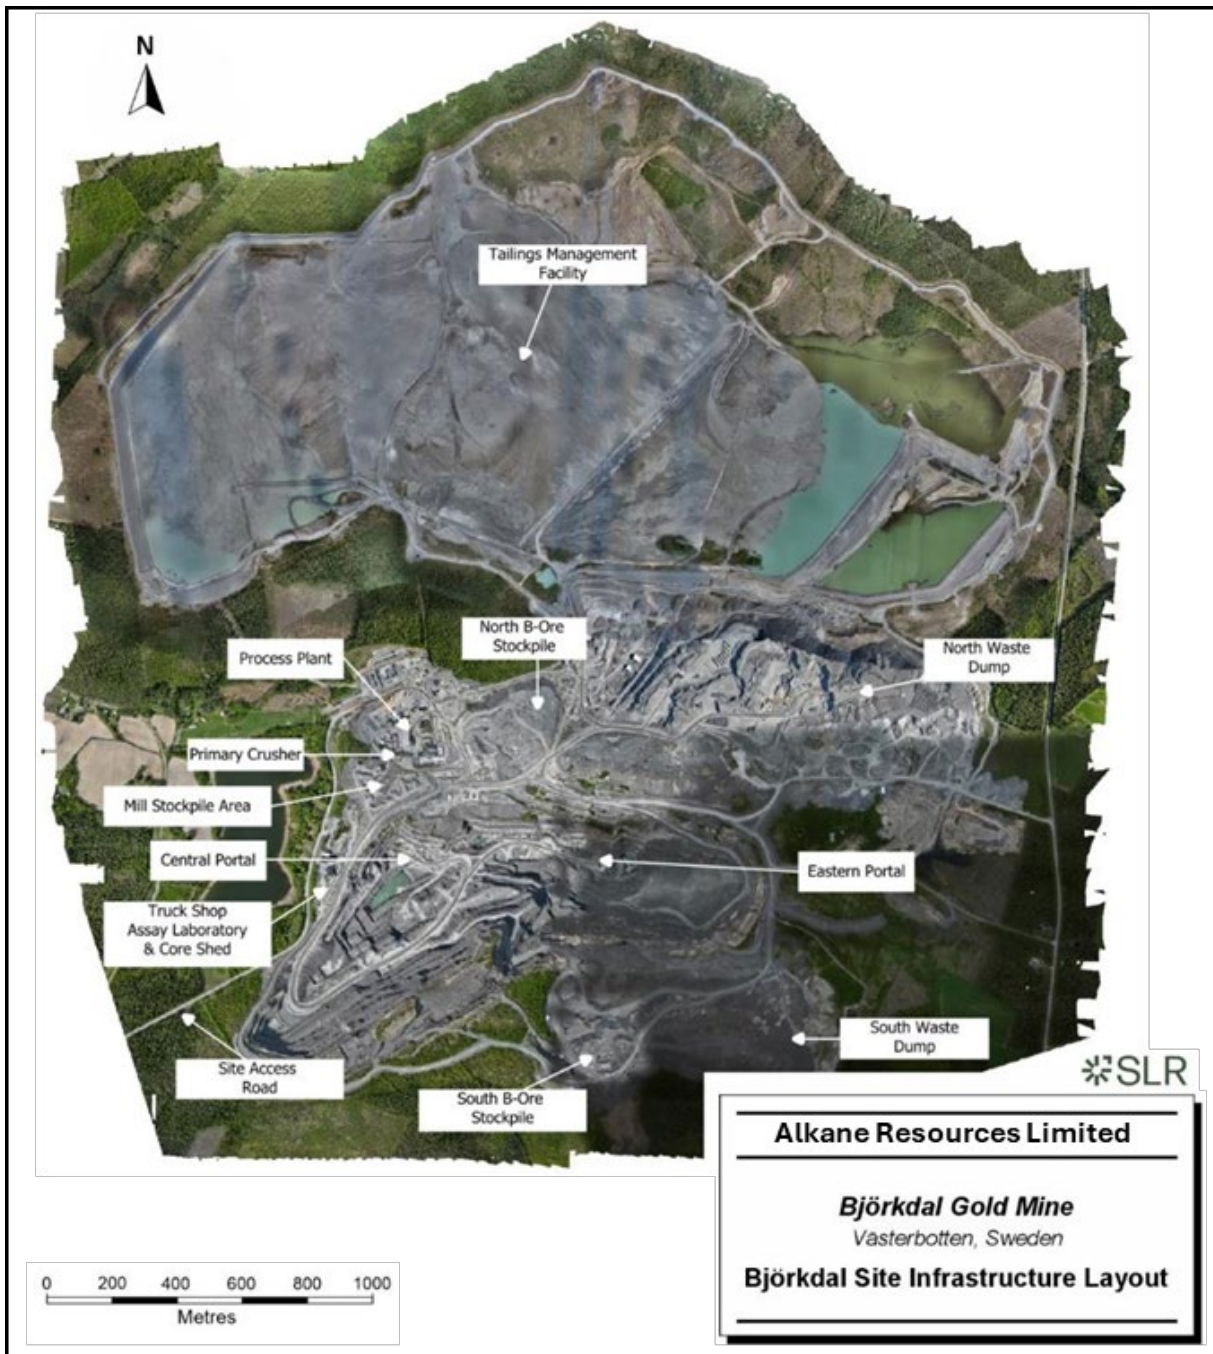 N
Tailings Management
Facility
North B-Ore
Stockpile
Process Plant
North Waste
Dump
Primary Crusher
Mill Stockpile Area
Central Portal
Eastern Portal
Truck Shop
Assay Laboratory
& Core Shed
South Waste
Dump
Site Access
Road
South B-Ore
Stockpile
SLR
Alkane Resources Limited
Björkdal Gold Mine
Västerbotten, Sweden
Björkdal Site Infrastructure Layout
0 200 400 600 800 1000
Metres